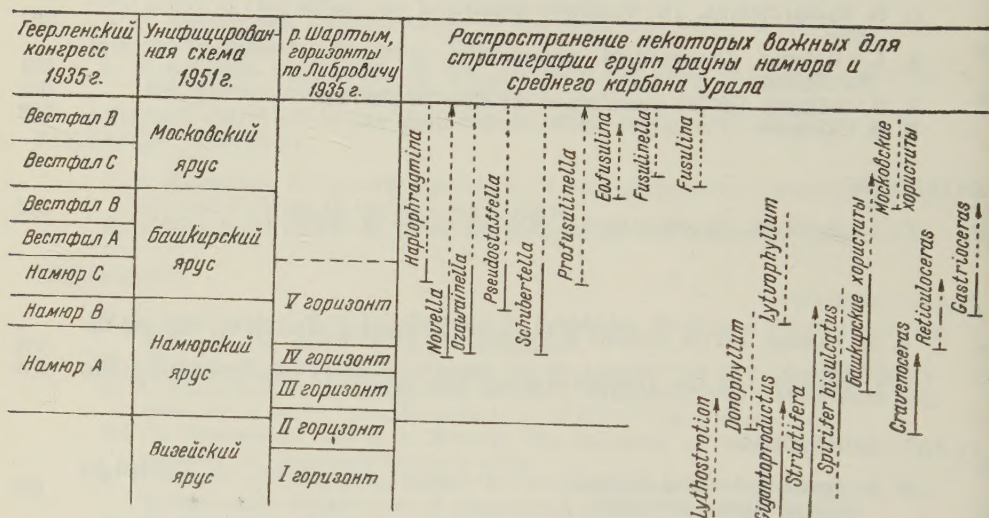 Геерленский
конгресс
1935 г.
Унифицирован-
ная схема
1951 г.
р. Шартым,
горизонты
по Либровичу
1935 г.
Распространение некоторых важных для
стратиграфии групп фауны намюра и
среднего карбона Урала
Вестфал D
Вестфал C
Вестфал B
Вестфал A
Намюр C
Намюр B
Намюр A
Московский
ярус
Башкирский
ярус
Намюрский
ярус
Визейский
ярус
V горизонт
IV горизонт
III горизонт
II горизонт
I горизонт
Haplophragmina
Novella
Ozawainella
Pseudostaffella
Schubertella
Profusulinella
Eofusulina
Fusulinella
Fusulina
Lythostrotion
Donophyllum
Lytvophyllum
Gigantoproductus
Striatifera
Spirifer bisulcatus
Башкирские хориститы
Московские
хориститы
Cravenoceras
Reticuloceras
Gastrioceras